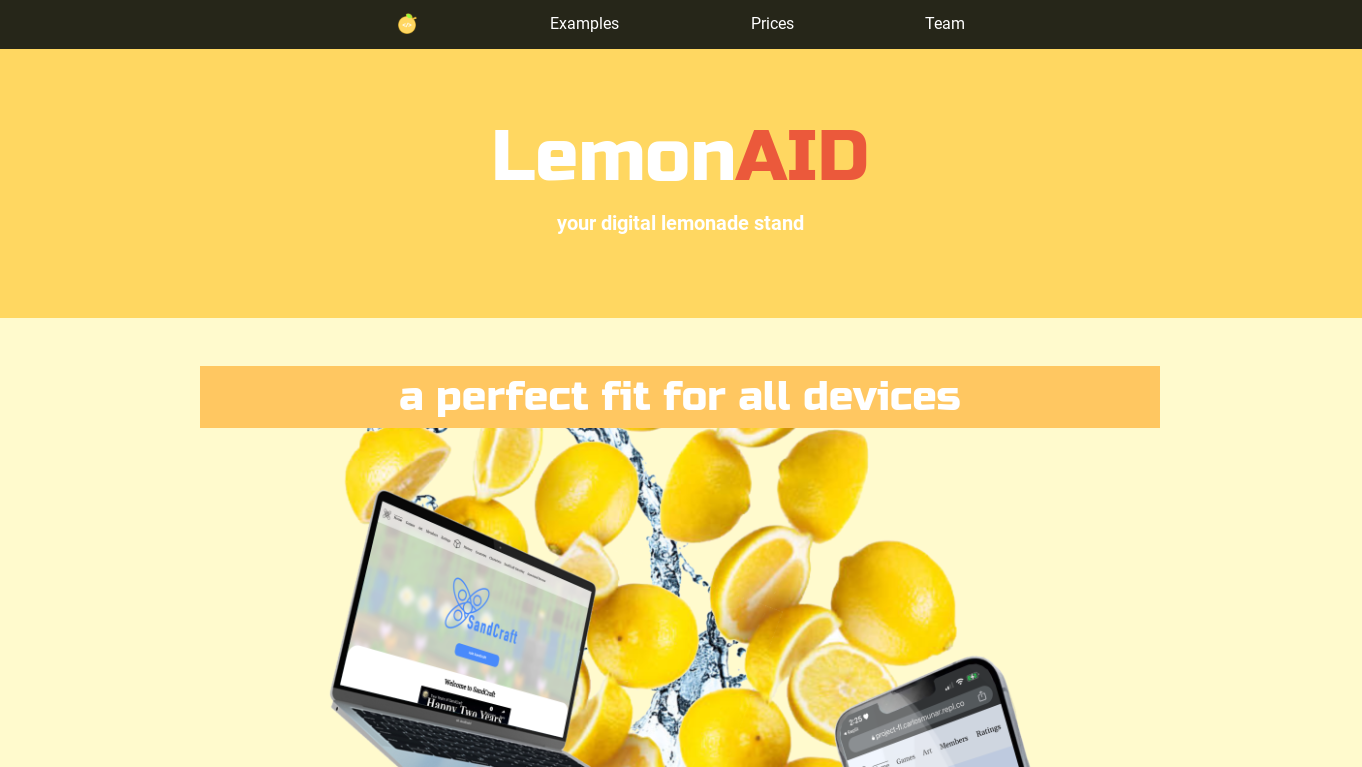 Examples
Prices
Team
LemonAID
your digital lemonade stand
a perfect fit for all devices
SandCraft
Welcome to SandCraft
Happy Two Years
2:25
project-fi.carlosmunar.repl.co
Games Art Members Ratings